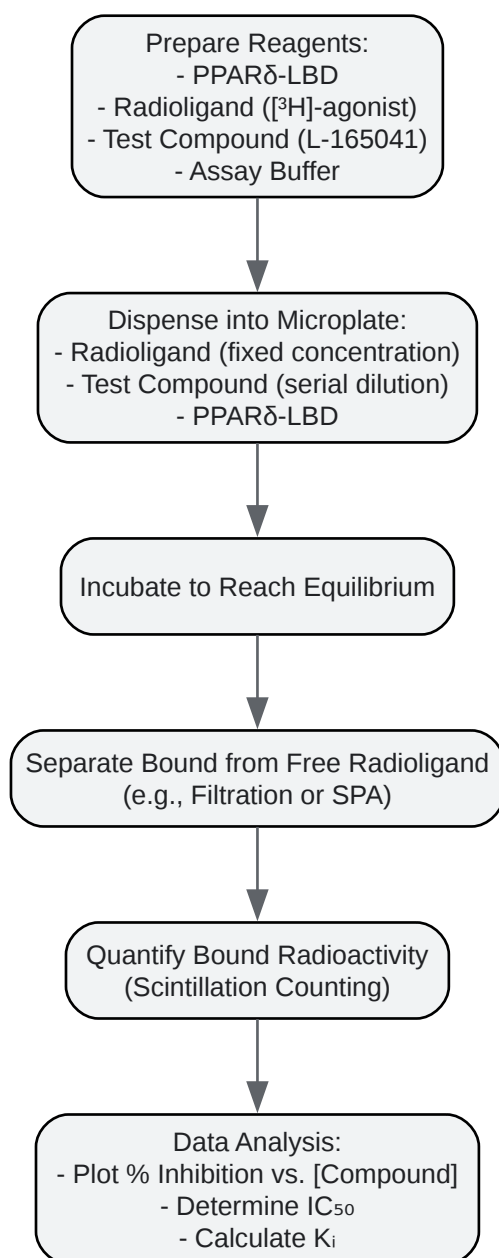 Prepare Reagents:
- PPARδ-LBD
- Radioligand ([³H]-agonist)
- Test Compound (L-165041)
- Assay Buffer
Dispense into Microplate:
- Radioligand (fixed concentration)
- Test Compound (serial dilution)
- PPARδ-LBD
Incubate to Reach Equilibrium
Separate Bound from Free Radioligand
(e.g., Filtration or SPA)
Quantify Bound Radioactivity
(Scintillation Counting)
Data Analysis:
- Plot % Inhibition vs. [Compound]
- Determine IC₅₀
- Calculate Kᵢ